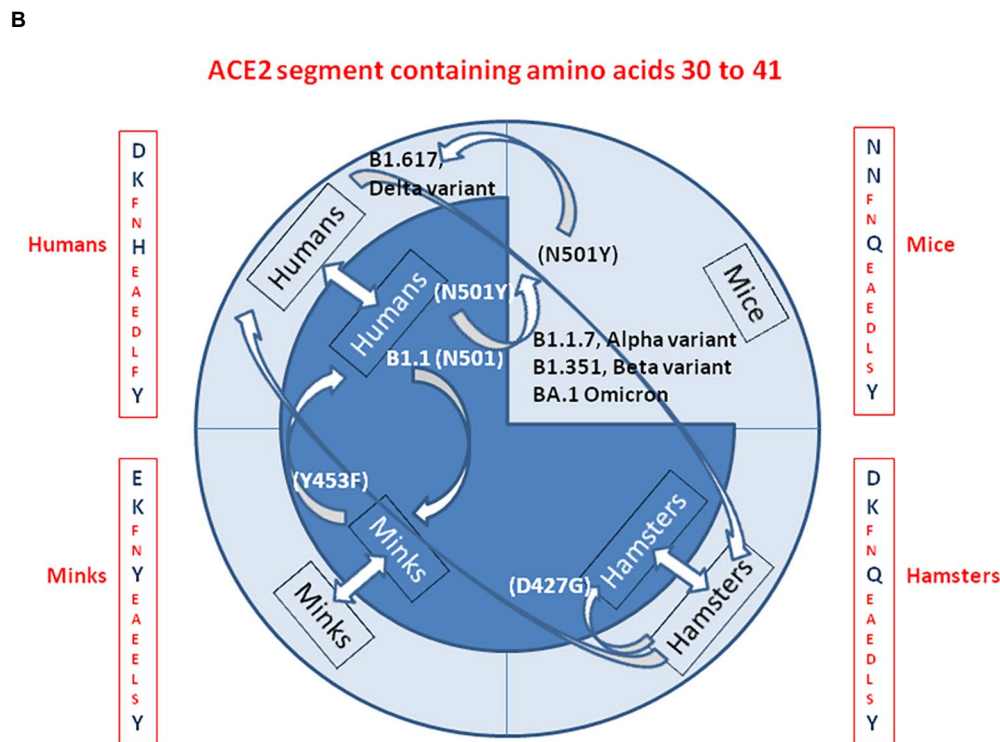 B
ACE2 segment containing amino acids 30 to 41
Humans
D
K
F
N
H
E
A
E
D
L
F
Y
Mice
N
N
F
N
Q
E
A
E
D
L
S
Y
Minks
E
K
F
N
Y
E
A
E
E
L
S
Y
Hamsters
D
K
F
N
Q
E
A
E
D
L
S
Y
B1.617,
Delta variant
Humans
Humans
(N501Y)
(N501Y)
Mice
B1.1 (N501)
B1.1.7, Alpha variant
B1.351, Beta variant
BA.1 Omicron
(Y453F)
Minks
Minks
(D427G)
Hamsters
Hamsters